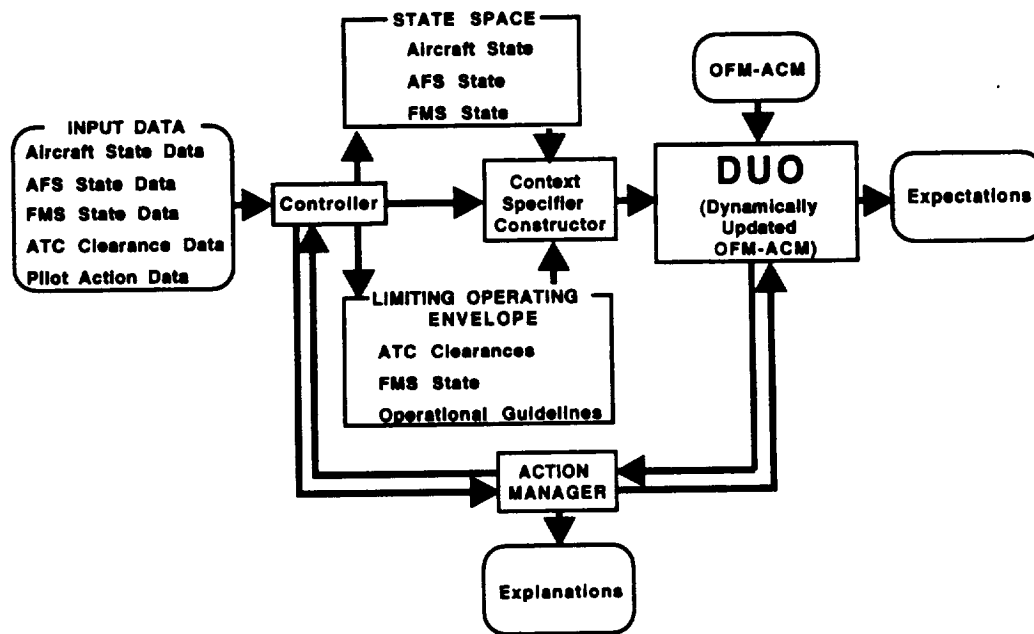 STATE SPACE
Aircraft State
AFS State
FMS State
OFM-ACM
INPUT DATA
Aircraft State Data
AFS State Data
FMS State Data
ATC Clearance Data
Pilot Action Data
Controller
Context
Specifier
Constructor
DUO
(Dynamically
Updated
OFM-ACM)
Expectations
LIMITING OPERATING
ENVELOPE
ATC Clearances
FMS State
Operational Guidelines
ACTION
MANAGER
Explanations